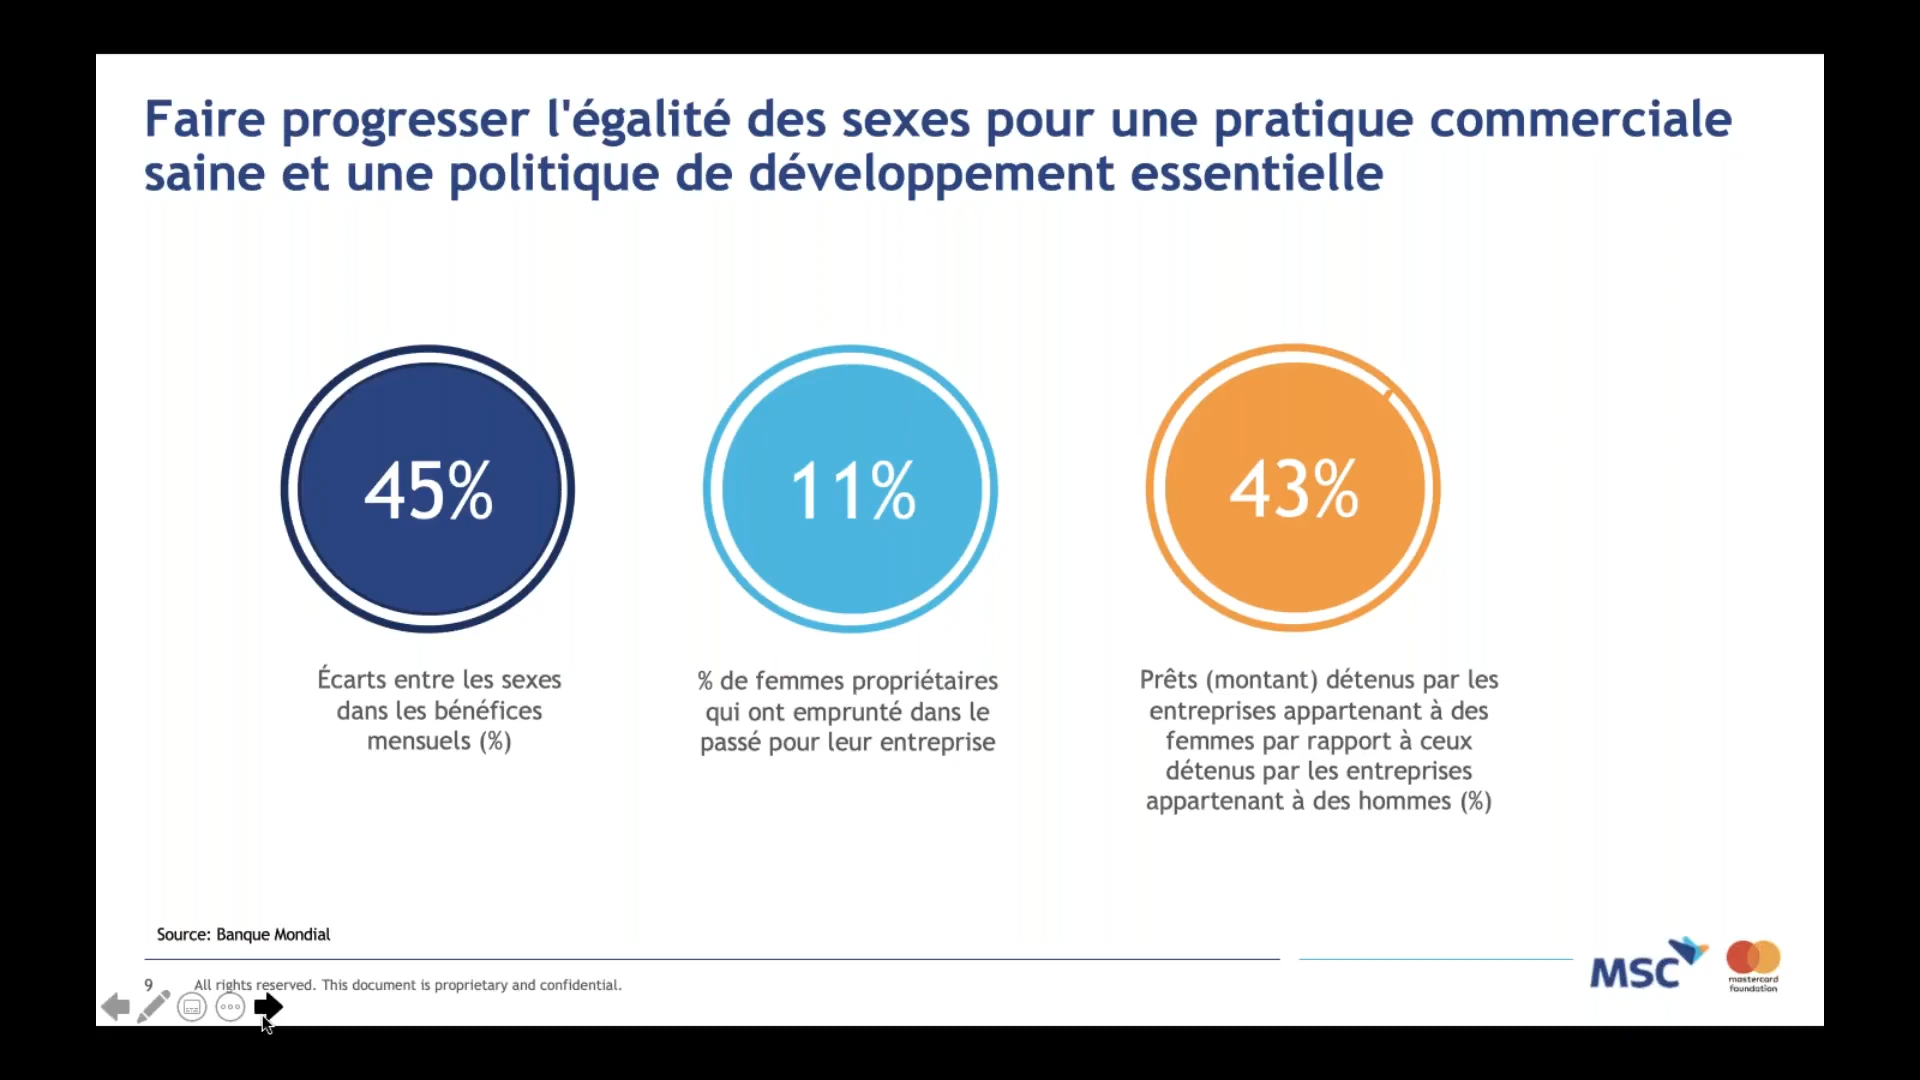 Faire progresser l'égalité des sexes pour une pratique commerciale
saine et une politique de développement essentielle
45%
11%
43%
Écarts entre les sexes
dans les bénéfices
mensuels (%)
% de femmes propriétaires
qui ont emprunté dans le
passé pour leur entreprise
Prêts (montant) détenus par les
entreprises appartenant à des
femmes par rapport à ceux
détenus par les entreprises
appartenant à des hommes (%)
Source: Banque Mondial
9
All rights reserved. This document is proprietary and confidential.
MSC
mastercard
foundation